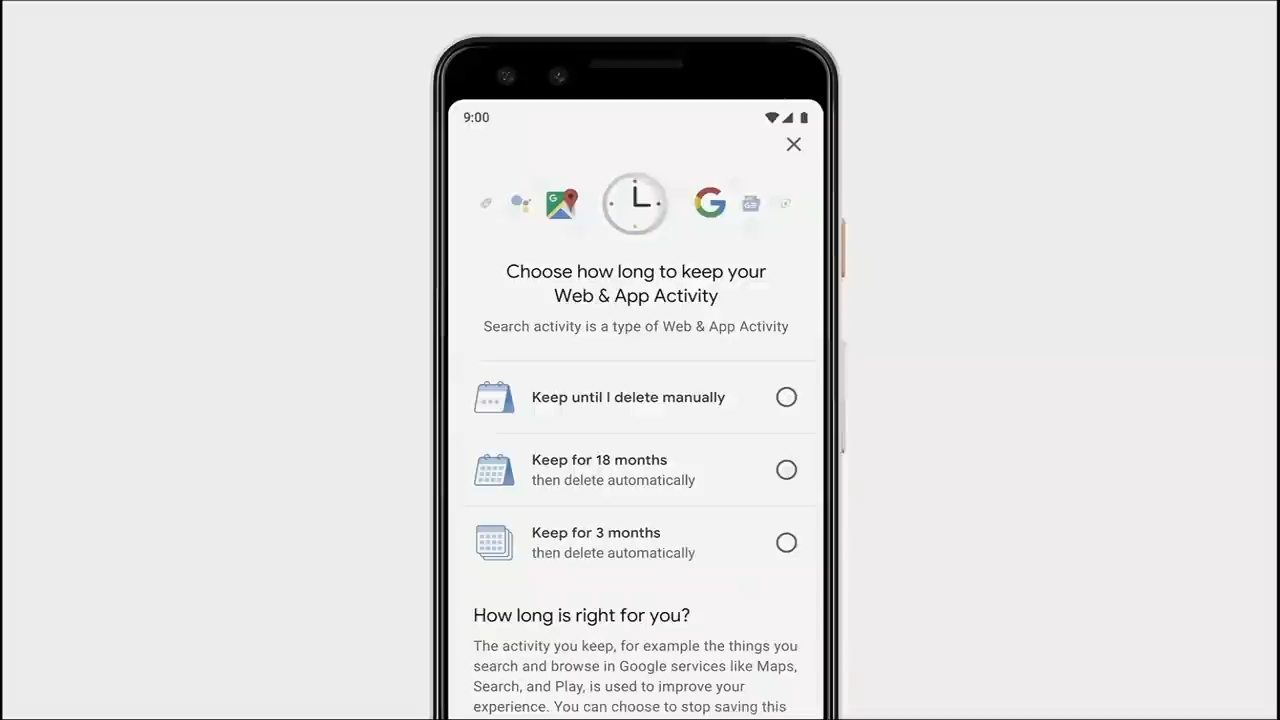 9:00
Choose how long to keep your
Web & App Activity
Search activity is a type of Web & App Activity
Keep until I delete manually
Keep for 18 months
then delete automatically
Keep for 3 months
then delete automatically
How long is right for you?
The activity you keep, for example the things you
search and browse in Google services like Maps,
Search, and Play, is used to improve your
experience. You can choose to stop saving this